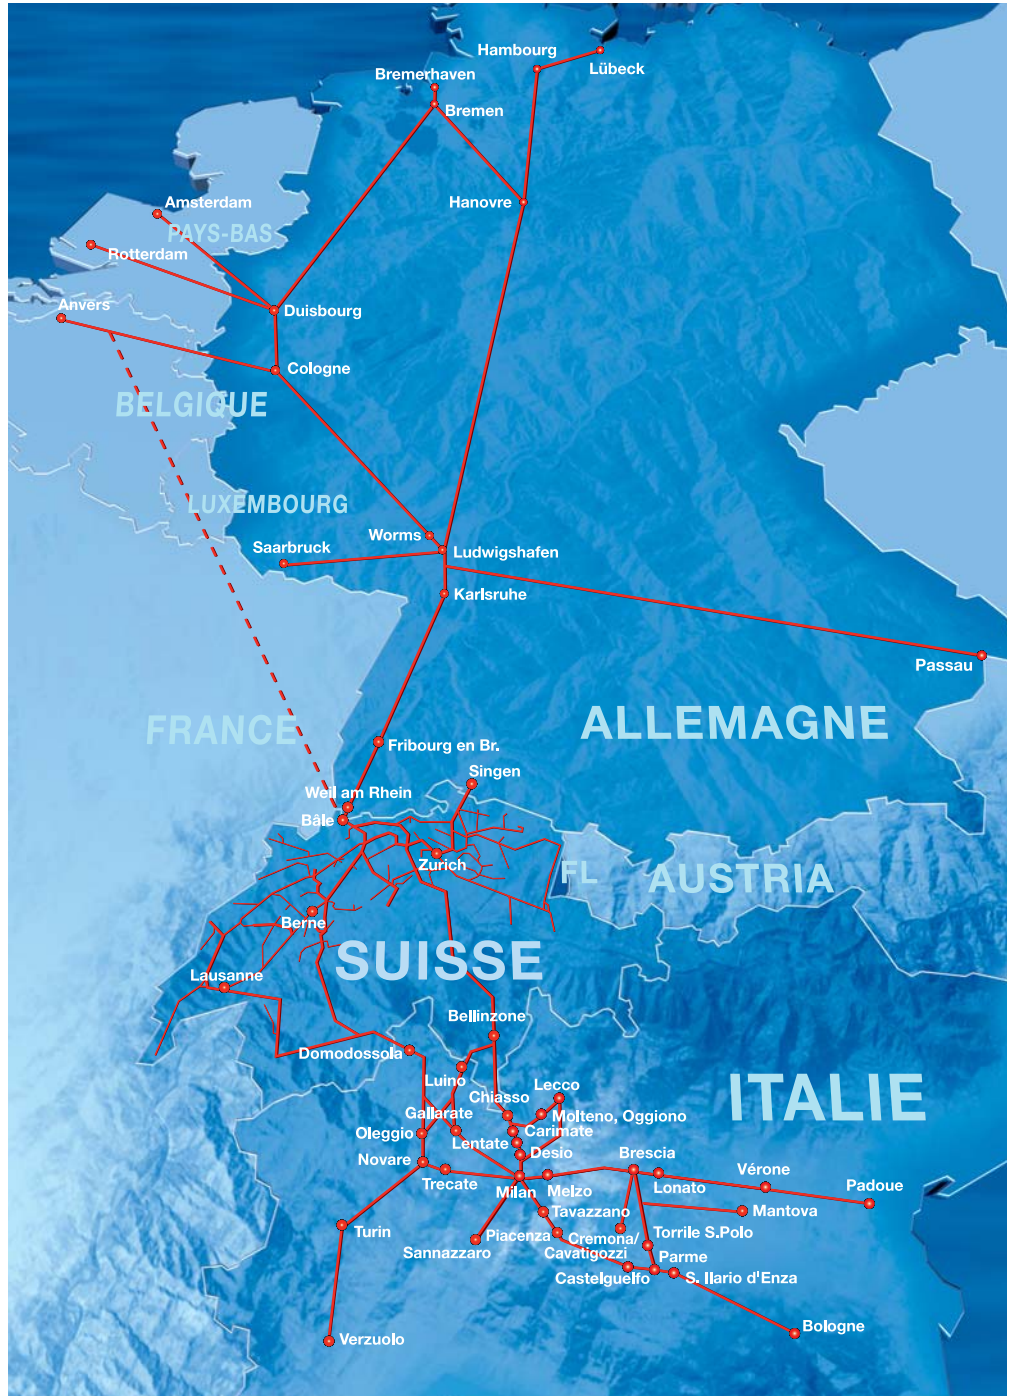 Hambourg
Lübeck
Bremerhaven
Bremen
Hanovre
Amsterdam
PAYS-BAS
Rotterdam
Anvers
Duisbourg
Cologne
BELGIQUE
LUXEMBOURG
Worms
Saarbruck
Ludwigshafen
Karlsruhe
Passau
ALLEMAGNE
FRANCE
Fribourg en Br.
Singen
Weil am Rhein
Bâle
Zurich
FL
AUSTRIA
Berne
SUISSE
Lausanne
Bellinzone
Domodossola
Luino
Lecco
Chiasso
ITALIE
Gallarate
Molteno, Oggiono
Oleggio
Carimate
Lentate
Desio
Novare
Brescia
Trecate
Milan
Melzo
Lonato
Vérone
Padoue
Tavazzano
Mantova
Turin
Piacenza
Cremona/
Cavatigozzi
Torrile S.Polo
Sannazzaro
Parme
Castelguelfo
S. Ilario d'Enza
Bologne
Verzuolo